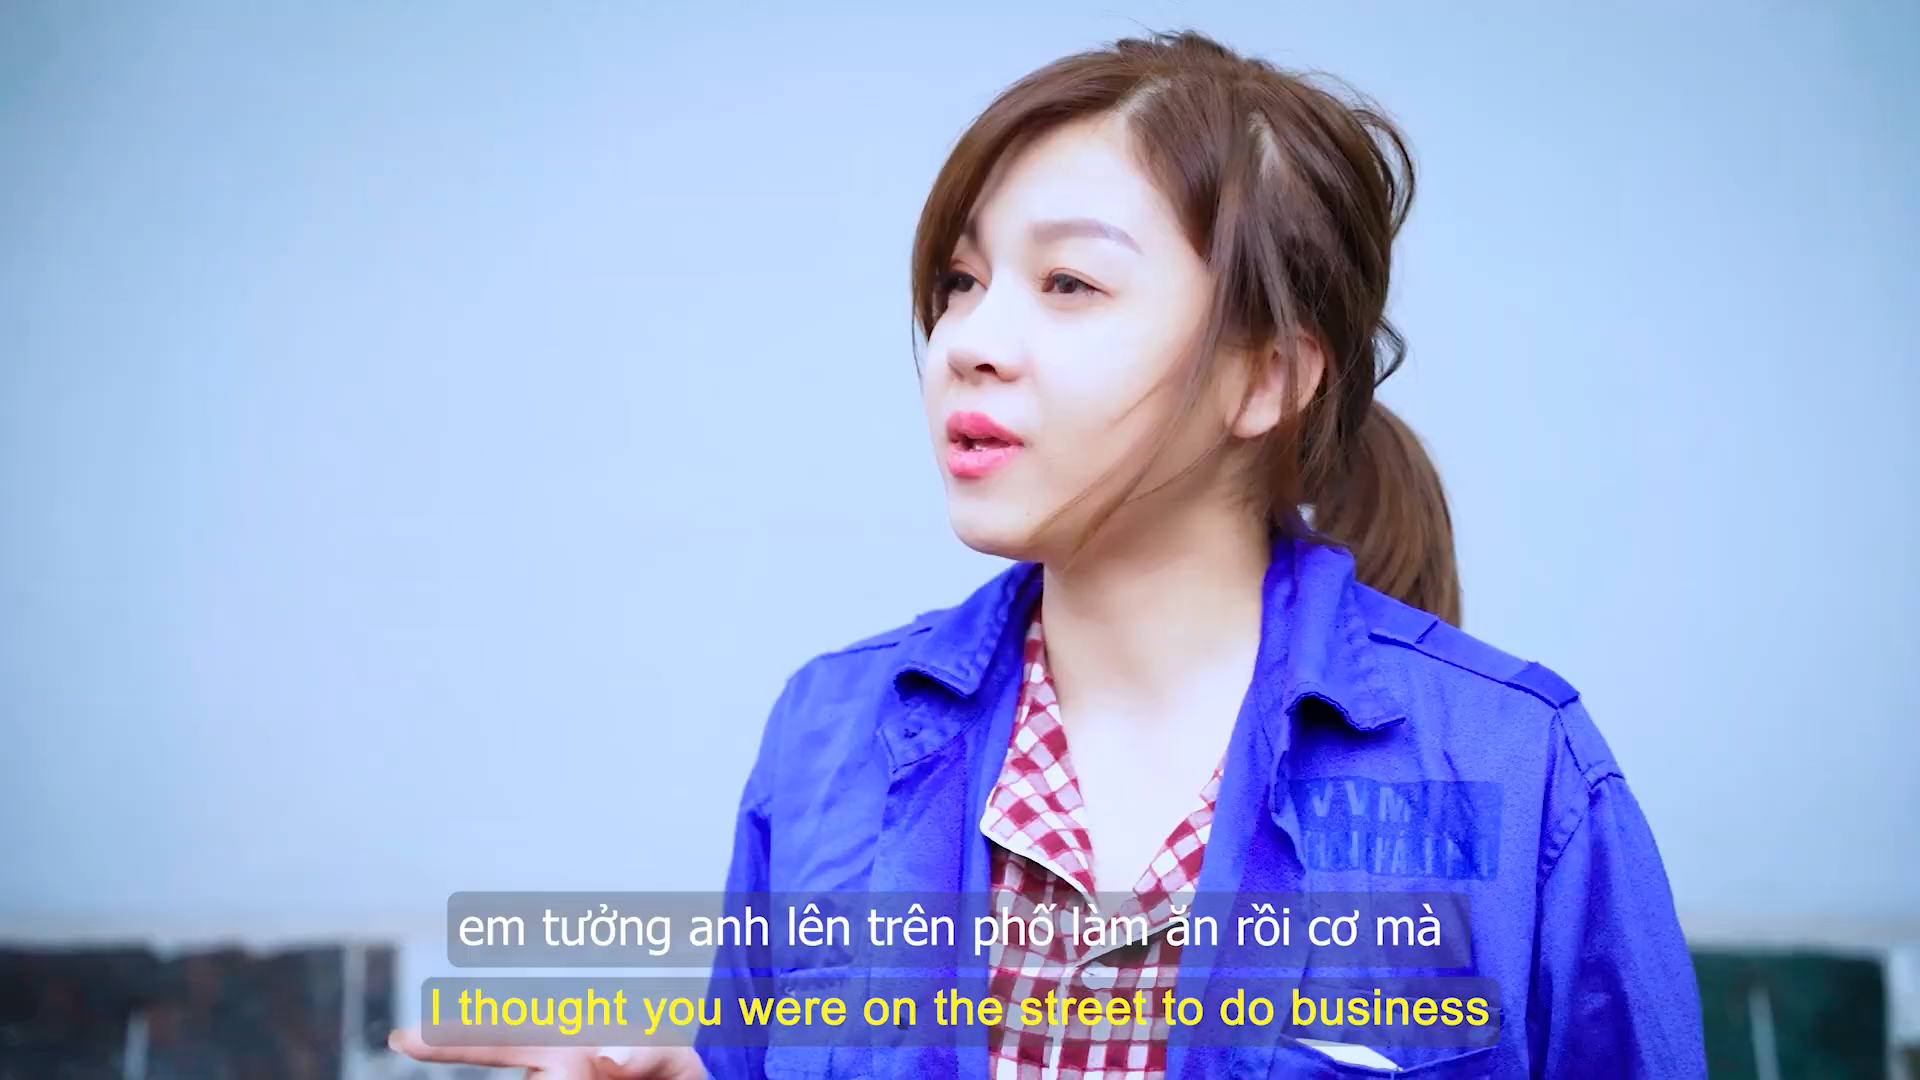 VVM
em tưởng anh lên trên phố làm ăn rồi cơ mà
I thought you were on the street to do business